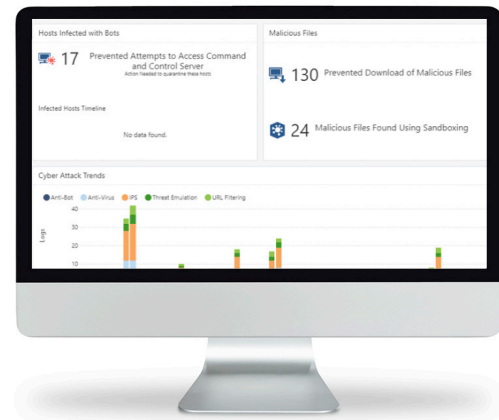 Hosts Infected with Bots
17 Prevented Attempts to Access Command
and Control Server
Action Needed to quarantine these hosts
Infected Hosts Timeline
No data found.
Malicious Files
130 Prevented Download of Malicious Files
24 Malicious Files Found Using Sandboxing
Cyber Attack Trends
Anti-Bot Anti-Virus IPS Threat Emulation URL Filtering
Logs
40
30
20
10